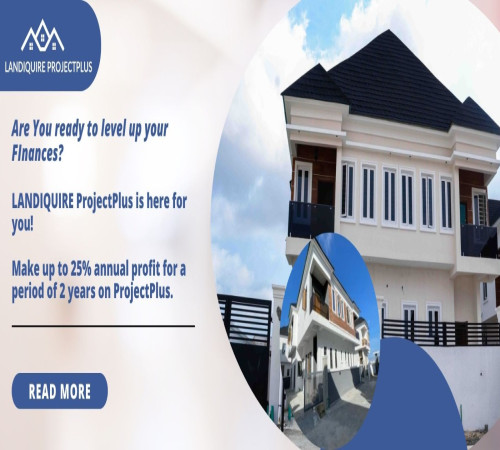 LANDIQUIRE PROJECTPLUS
Are You ready to level up your
FInances?
LANDIQUIRE ProjectPlus is here for
you!
Make up to 25% annual profit for a
period of 2 years on ProjectPlus.
READ MORE